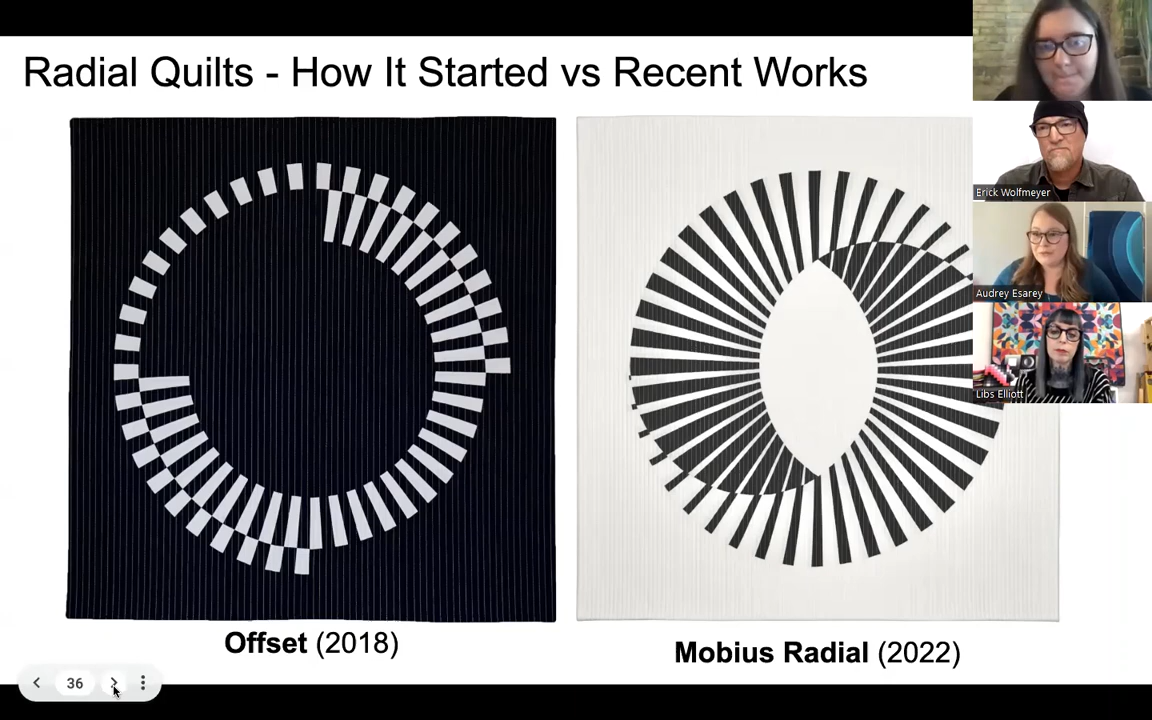 Radial Quilts - How It Started vs Recent Works
Erick Wolfmeyer
Audrey Esarey
Libs Elliott
Offset (2018)
Mobius Radial (2022)
36